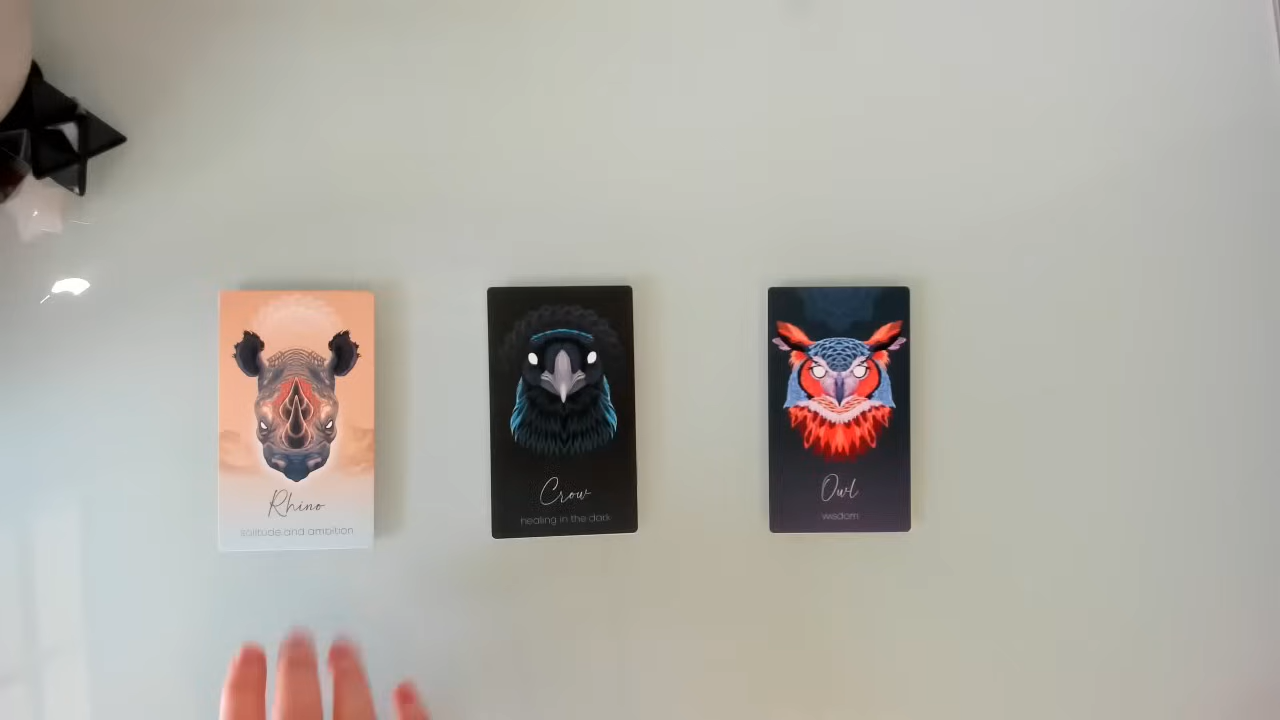 Rhino
solitude and ambition
Crow
healing in the dark
Owl
wisdom